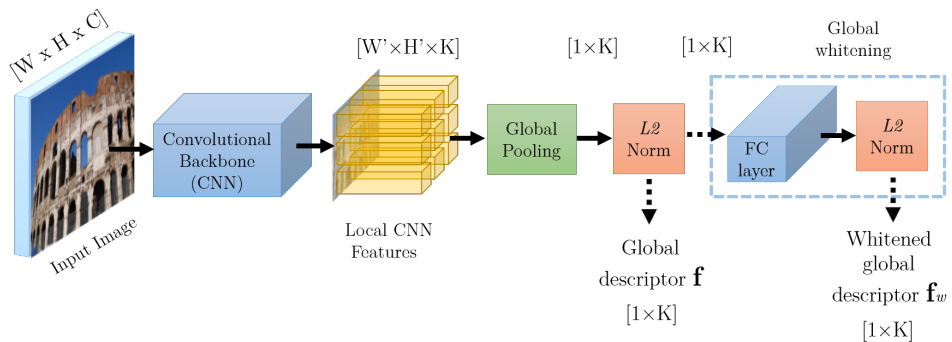 [W x H x C]
Input Image
Convolutional
Backbone
(CNN)
[W'×H'×K]
Local CNN
Features
Global
Pooling
[1×K]
L2
Norm
Global
descriptor f
[1×K]
[1×K]
Global
whitening
FC
layer
L2
Norm
Whitened
global
descriptor fw
[1×K]